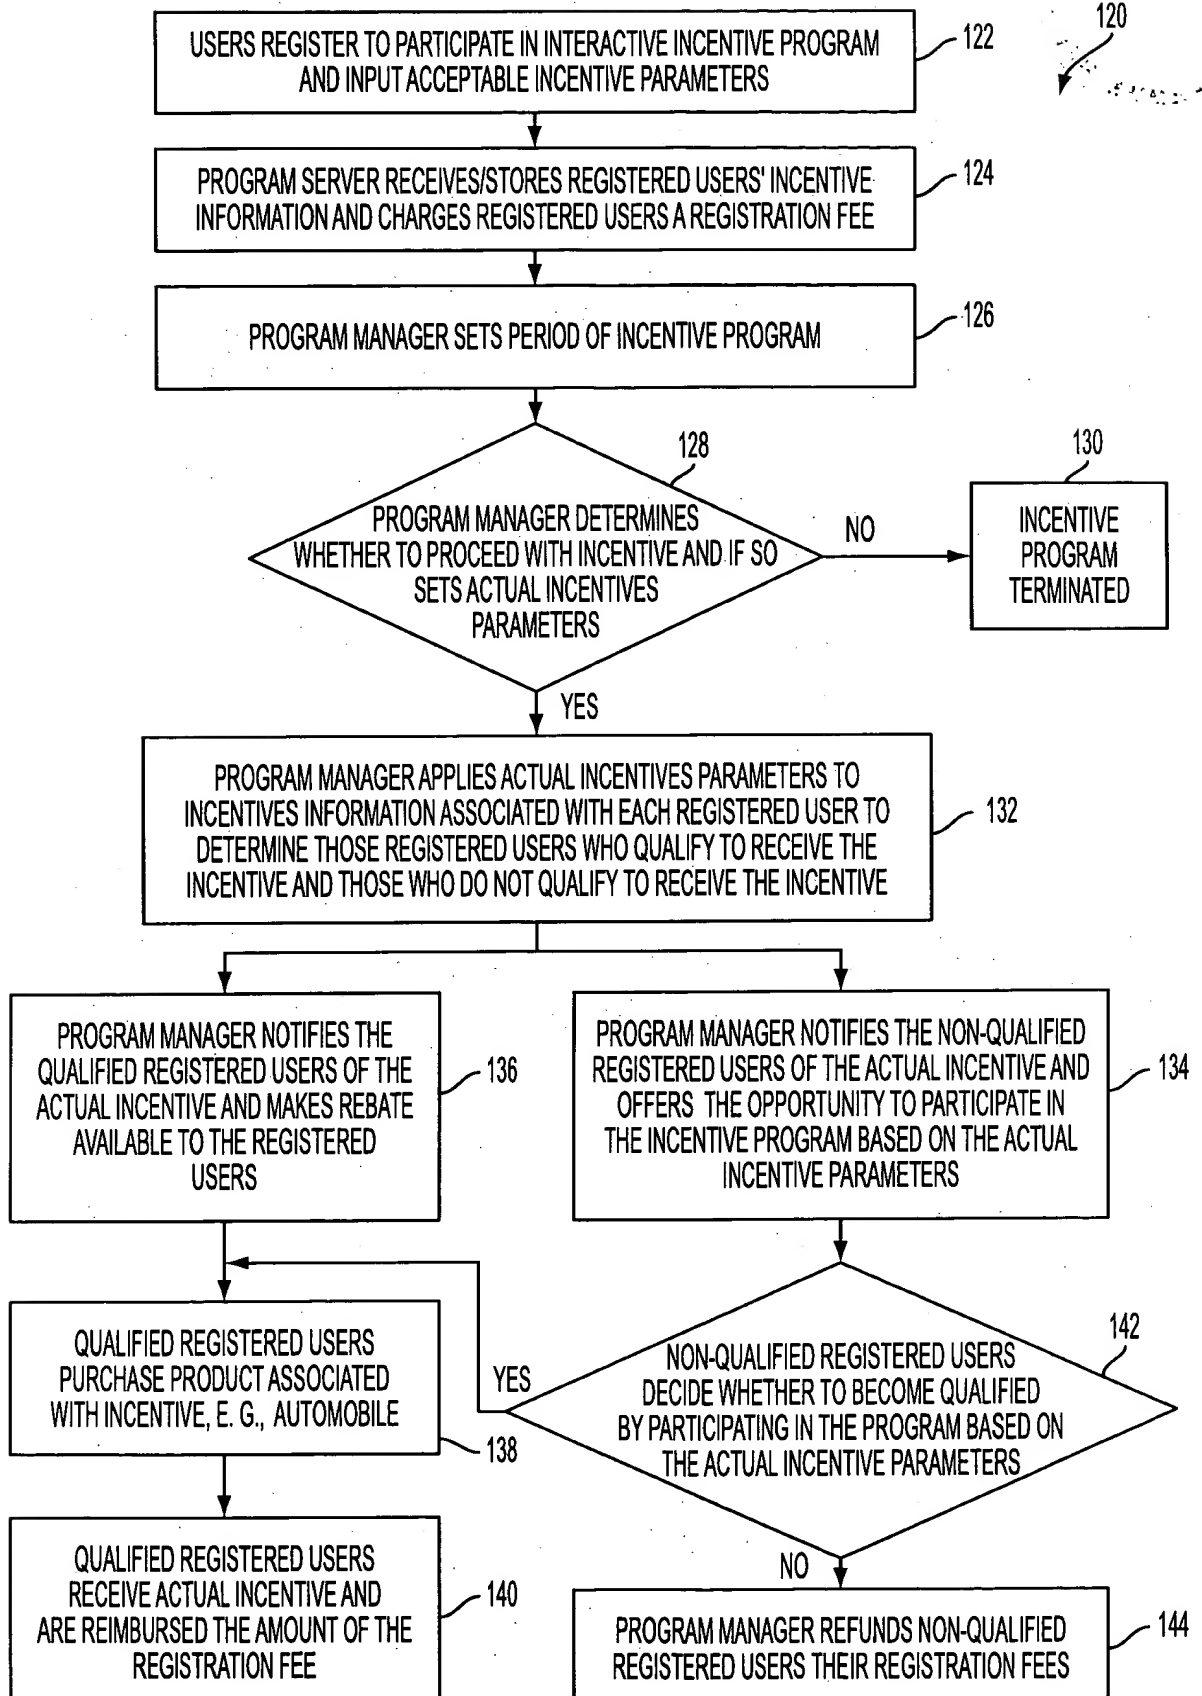 120
USERS REGISTER TO PARTICIPATE IN INTERACTIVE INCENTIVE PROGRAM
AND INPUT ACCEPTABLE INCENTIVE PARAMETERS
122
PROGRAM SERVER RECEIVES/STORES REGISTERED USERS' INCENTIVE
INFORMATION AND CHARGES REGISTERED USERS A REGISTRATION FEE
124
PROGRAM MANAGER SETS PERIOD OF INCENTIVE PROGRAM
126
128
PROGRAM MANAGER DETERMINES
WHETHER TO PROCEED WITH INCENTIVE AND IF SO
SETS ACTUAL INCENTIVES
PARAMETERS
NO
130
INCENTIVE
PROGRAM
TERMINATED
YES
PROGRAM MANAGER APPLIES ACTUAL INCENTIVES PARAMETERS TO
INCENTIVES INFORMATION ASSOCIATED WITH EACH REGISTERED USER TO
DETERMINE THOSE REGISTERED USERS WHO QUALIFY TO RECEIVE THE
INCENTIVE AND THOSE WHO DO NOT QUALIFY TO RECEIVE THE INCENTIVE
132
PROGRAM MANAGER NOTIFIES THE
QUALIFIED REGISTERED USERS OF THE
ACTUAL INCENTIVE AND MAKES REBATE
AVAILABLE TO THE REGISTERED
USERS
136
PROGRAM MANAGER NOTIFIES THE NON-QUALIFIED
REGISTERED USERS OF THE ACTUAL INCENTIVE AND
OFFERS THE OPPORTUNITY TO PARTICIPATE IN
THE INCENTIVE PROGRAM BASED ON THE ACTUAL
INCENTIVE PARAMETERS
134
QUALIFIED REGISTERED USERS
PURCHASE PRODUCT ASSOCIATED
WITH INCENTIVE, E. G., AUTOMOBILE
138
YES
142
NON-QUALIFIED REGISTERED USERS
DECIDE WHETHER TO BECOME QUALIFIED
BY PARTICIPATING IN THE PROGRAM BASED ON
THE ACTUAL INCENTIVE PARAMETERS
NO
QUALIFIED REGISTERED USERS
RECEIVE ACTUAL INCENTIVE AND
ARE REIMBURSED THE AMOUNT OF THE
REGISTRATION FEE
140
PROGRAM MANAGER REFUNDS NON-QUALIFIED
REGISTERED USERS THEIR REGISTRATION FEES
144